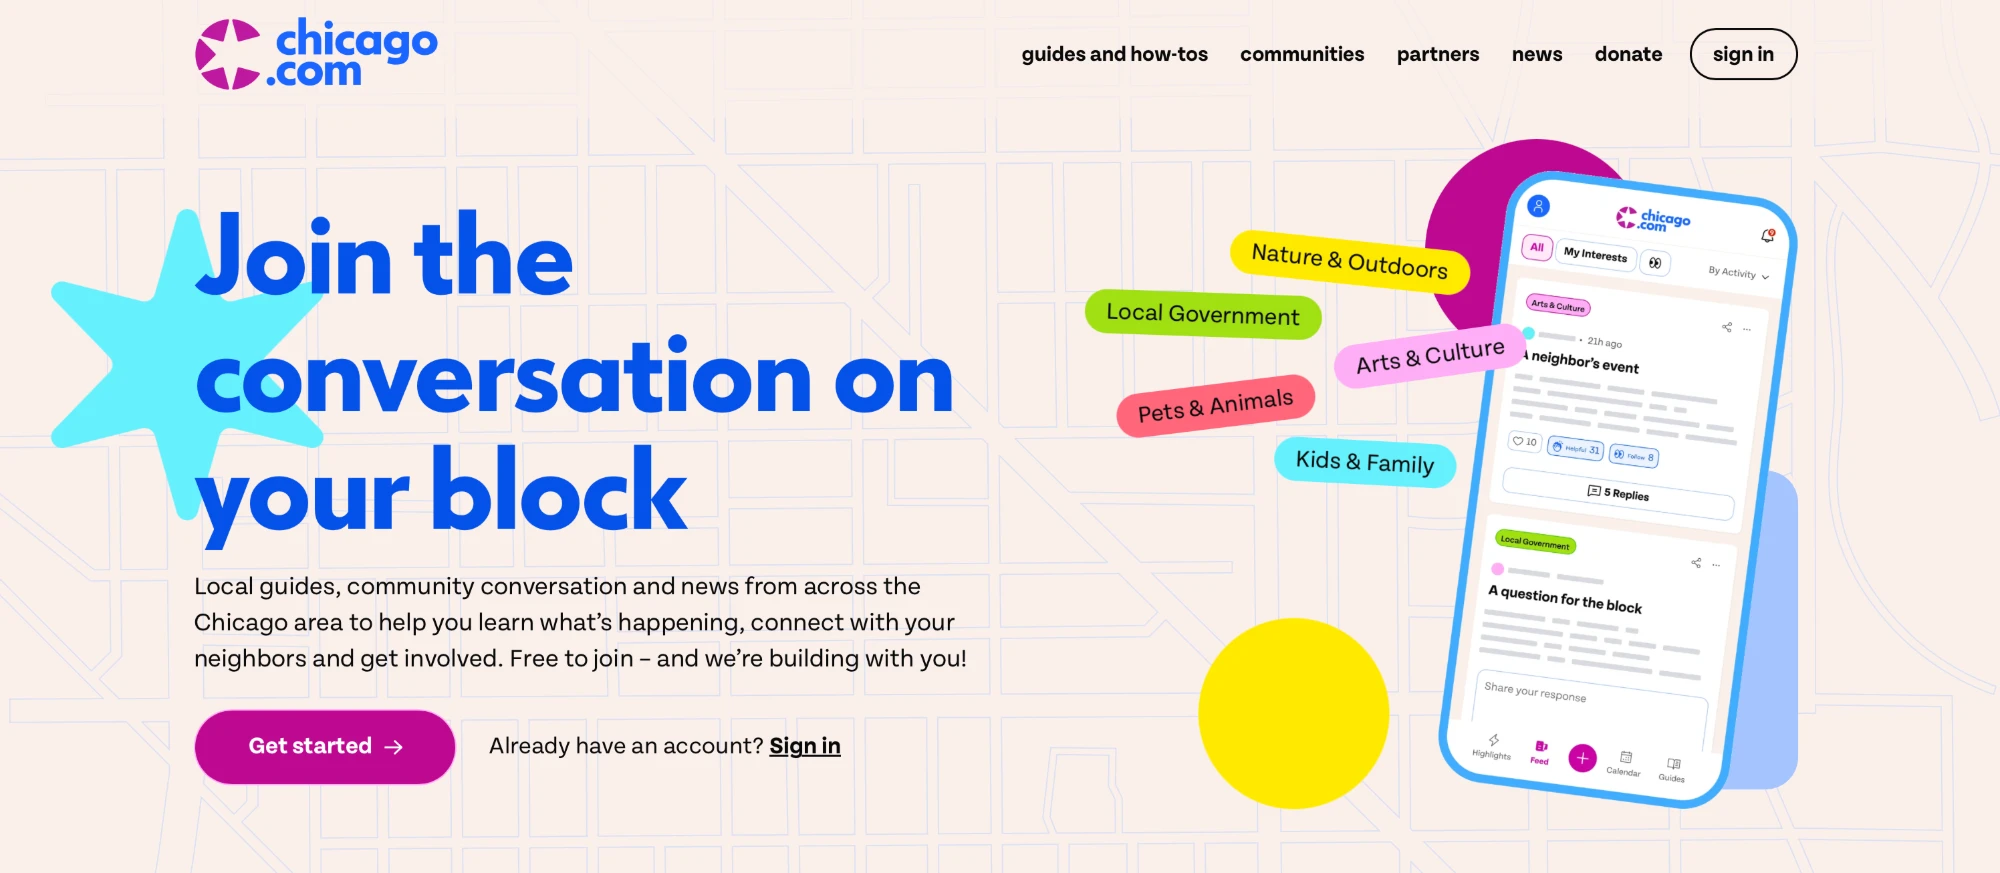 chicago
.com
guides and how-tos
communities
partners
news
donate
sign in
Join the
conversation on
your block
Local guides, community conversation and news from across the
Chicago area to help you learn what’s happening, connect with your
neighbors and get involved. Free to join – and we’re building with you!
Get started →
Already have an account? Sign in
Nature & Outdoors
Local Government
Arts & Culture
Pets & Animals
Kids & Family
chicago
.com
All
My Interests
By Activity
Arts & Culture
• 21h ago
A neighbor’s event
10
Helpful 31
Follow 8
5 Replies
Local Government
A question for the block
Share your response
Highlights
Feed
Calendar
Guides